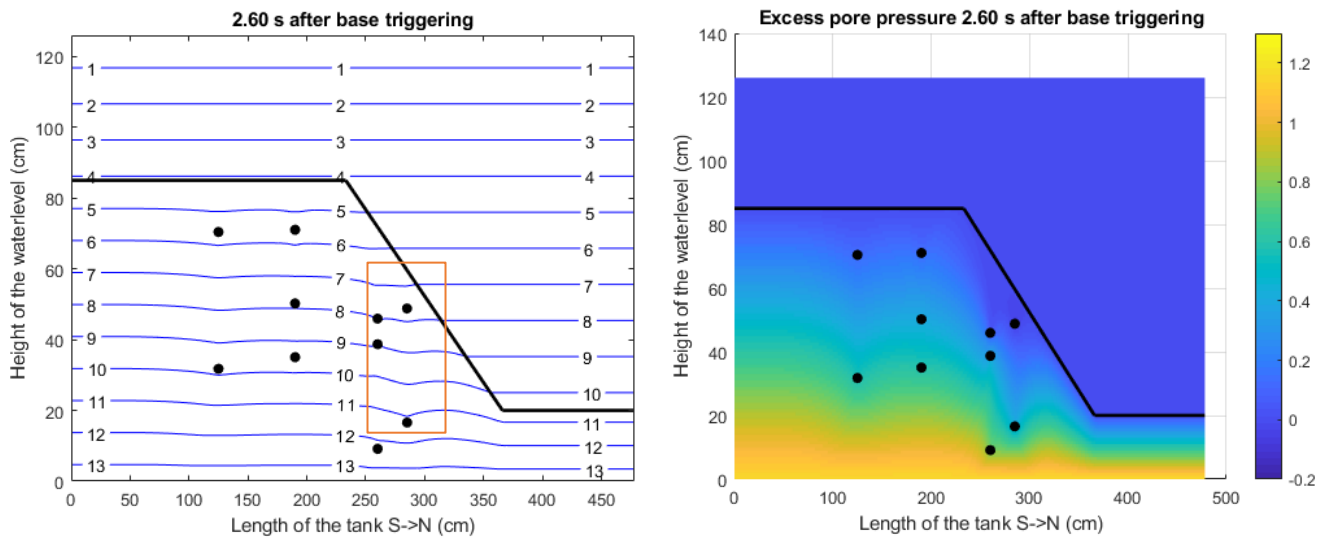 2.60 s after base triggering
Height of the waterlevel (cm)
120
100
80
60
40
20
0
1 1 1
2 2 2
3 3 3
4 4 4
5 5 5
6 6 6
7 7 7
8 8 8
9 9 9
10 10 10
11 11 11
12 12 12
13 13 13
0 50 100 150 200 250 300 350 400 450
Length of the tank S->N (cm)
Excess pore pressure 2.60 s after base triggering
Height of the waterlevel (cm)
140
120
100
80
60
40
20
0
0 100 200 300 400 500
Length of the tank S->N (cm)
1.2
1
0.8
0.6
0.4
0.2
0
-0.2